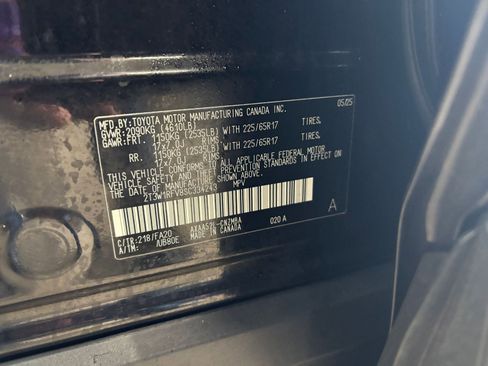 MFD.BY:TOYOTA MOTOR MANUFACTURING CANADA INC. 05/25
GVWR:2090KG (4610LB)
GAWR:FRT. 1150KG (2535LB) WITH 225/65R17 TIRES,
17X7.0J RIMS
RR. 1150KG (2535LB) WITH 225/65R17 TIRES,
17X7.0J RIMS
THIS VEHICLE CONFORMS TO ALL APPLICABLE FEDERAL MOTOR
VEHICLE SAFETY AND THEFT PREVENTION STANDARDS IN EFFECT
ON THE DATE OF MANUFACTURE SHOWN ABOVE.
MPV
C/TR:218/FA20 020 A A
A/TM: /UB80E MADE IN CANADA